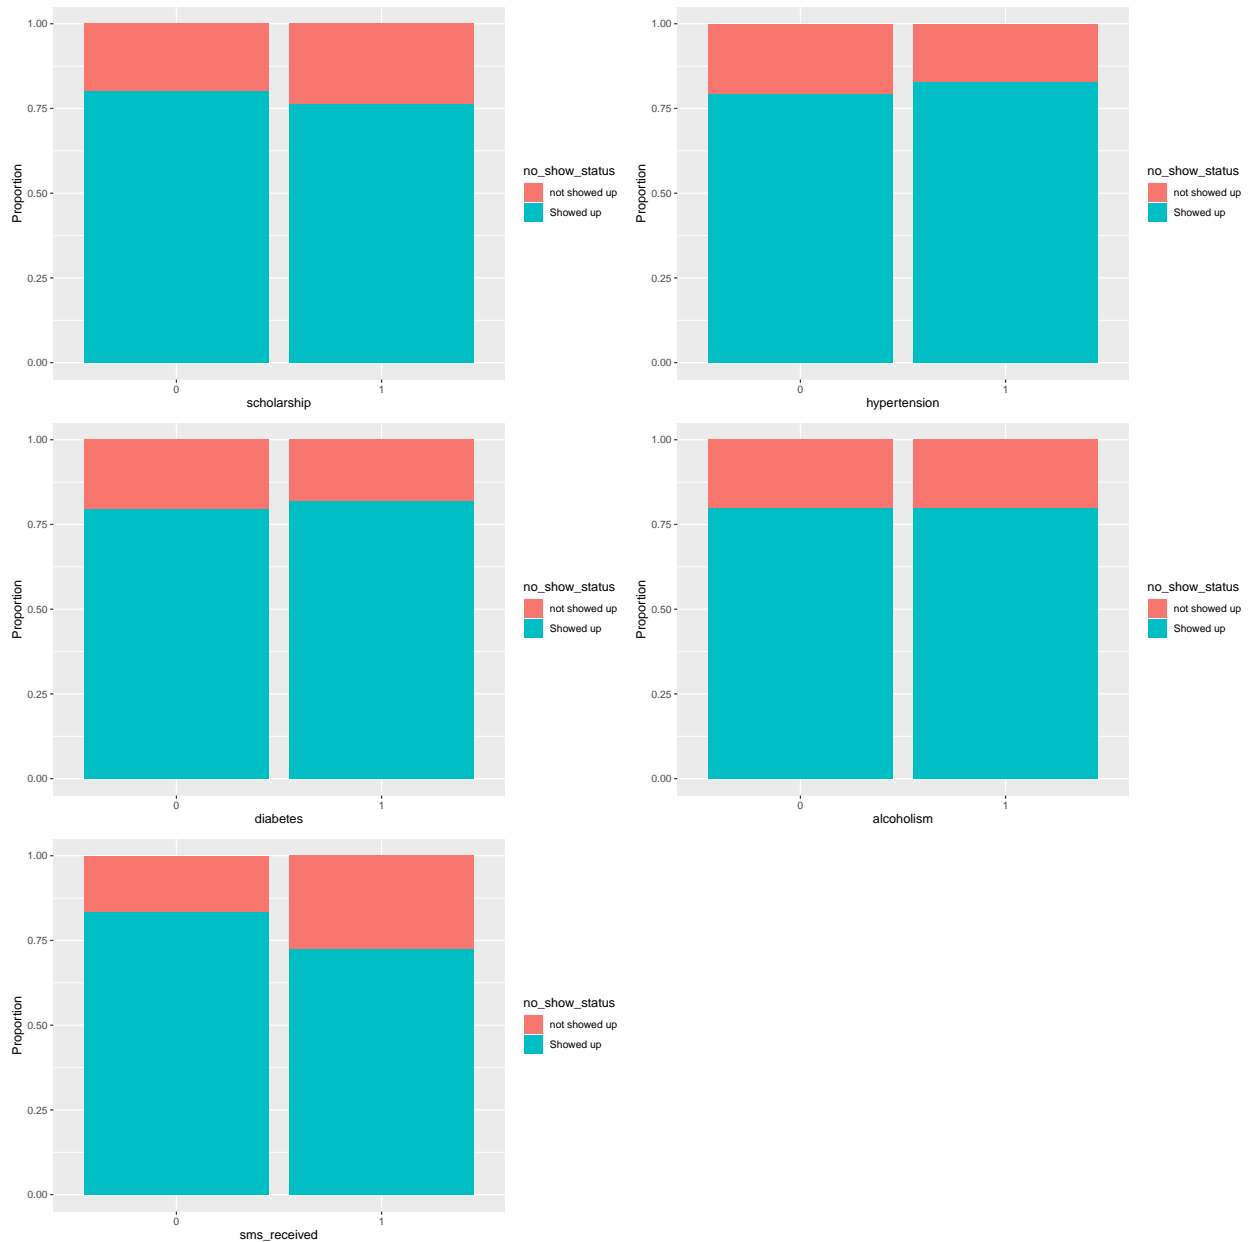 1.00
0.75
0.50
0.25
0.00
Proportion
0 1
scholarship
no_show_status
not showed up
Showed up
1.00
0.75
0.50
0.25
0.00
Proportion
0 1
hypertension
no_show_status
not showed up
Showed up
1.00
0.75
0.50
0.25
0.00
Proportion
0 1
diabetes
no_show_status
not showed up
Showed up
1.00
0.75
0.50
0.25
0.00
Proportion
0 1
alcoholism
no_show_status
not showed up
Showed up
1.00
0.75
0.50
0.25
0.00
Proportion
0 1
sms_received
no_show_status
not showed up
Showed up